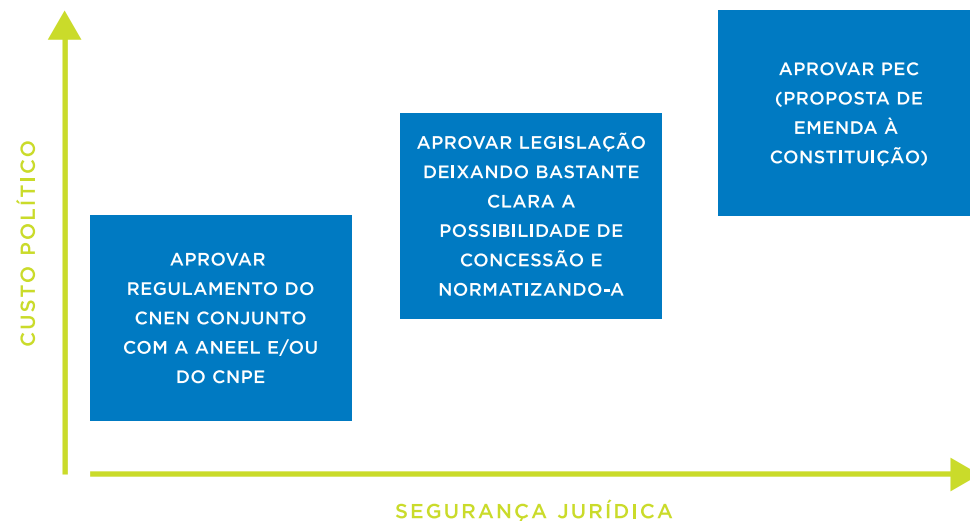 CUSTO POLÍTICO
APROVAR
REGULAMENTO DO
CNEN CONJUNTO
COM A ANEEL E/OU
DO CNPE
APROVAR LEGISLAÇÃO
DEIXANDO BASTANTE
CLARA A
POSSIBILIDADE DE
CONCESSÃO E
NORMATIZANDO-A
APROVAR PEC
(PROPOSTA DE
EMENDA À
CONSTITUIÇÃO)
SEGURANÇA JURÍDICA